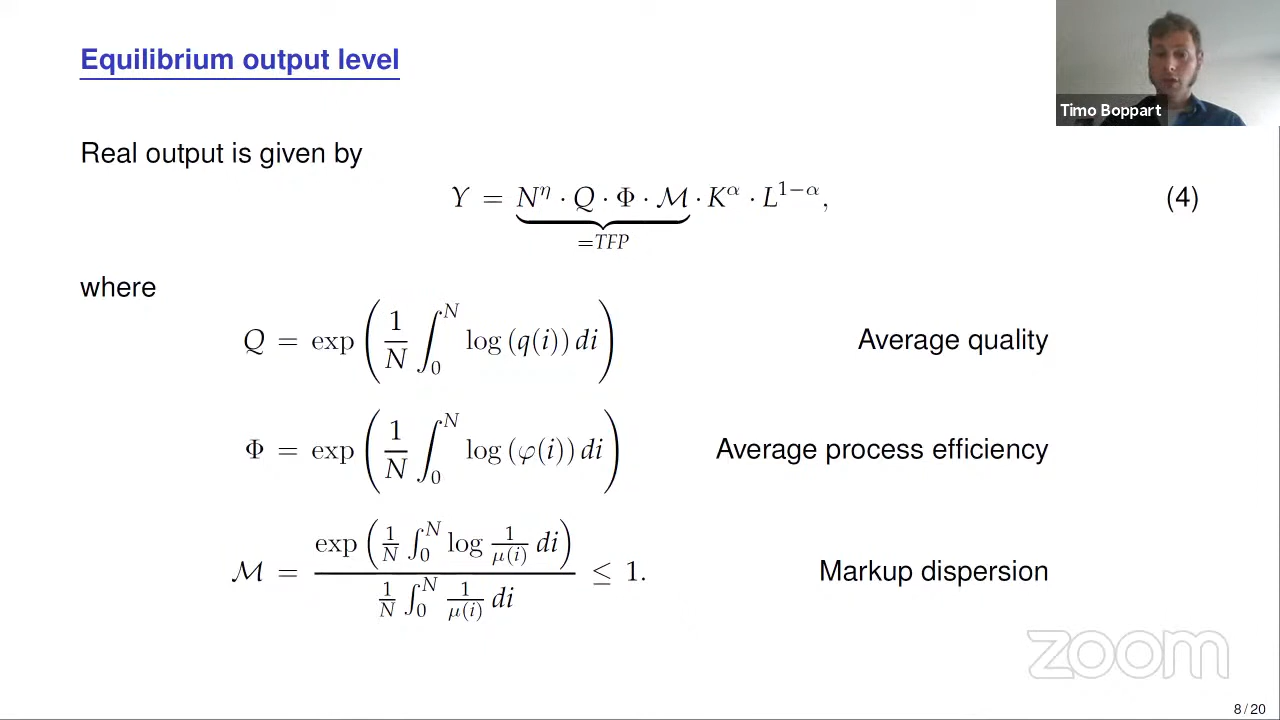 Equilibrium output level
Timo Boppart
Real output is given by
Y = N^η · Q · Φ · ℳ · K^α · L^{1−α}, (4)
=TFP
where
Q = exp(1/N ∫_0^N log(q(i)) di) Average quality
Φ = exp(1/N ∫_0^N log(φ(i)) di) Average process efficiency
ℳ = exp(1/N ∫_0^N log 1/μ(i) di) / (1/N ∫_0^N 1/μ(i) di) ≤ 1. Markup dispersion
zoom
8 / 20